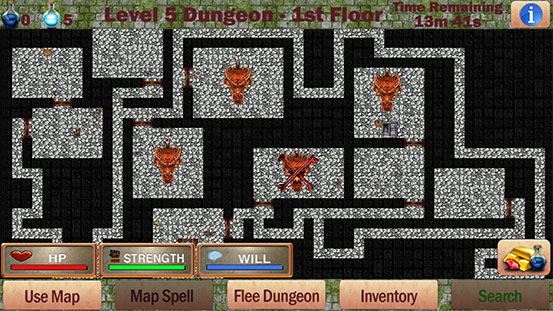 0 5 Level 5 Dungeon - 1st Floor Time Remaining i
13m 41s
HP STRENGTH WILL
Use Map Map Spell Flee Dungeon Inventory Search